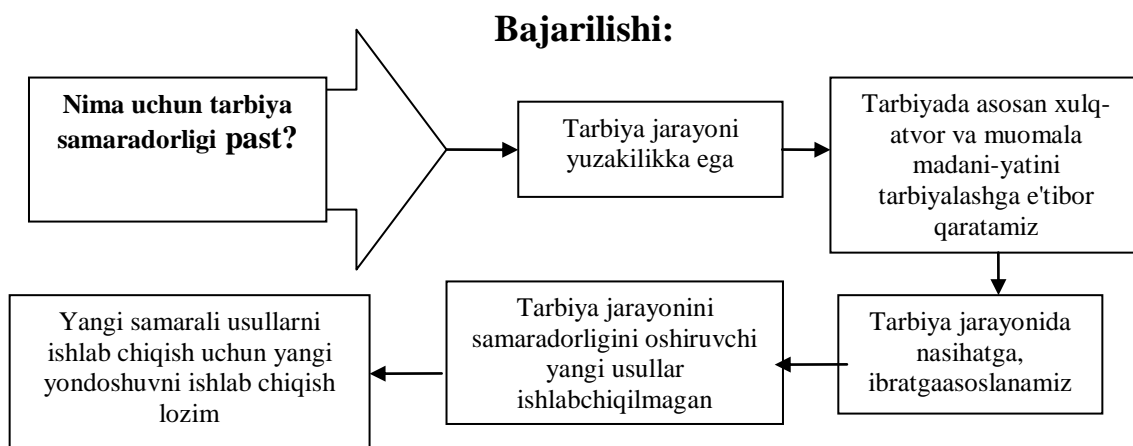 Bajarilishi:
Nima uchun tarbiya
samaradorligi past?
Tarbiya jarayoni
yuzakilikka ega
Tarbiyada asosan xulq-
atvor va muomala
madani-yatini
tarbiyalashga e'tibor
qaratamiz
Tarbiya jarayonida
nasihatga,
ibratgaasoslanamiz
Tarbiya jarayonini
samaradorligini oshiruvchi
yangi usullar
ishlabchiqilmagan
Yangi samarali usullarni
ishlab chiqish uchun yangi
yondoshuvni ishlab chiqish
lozim